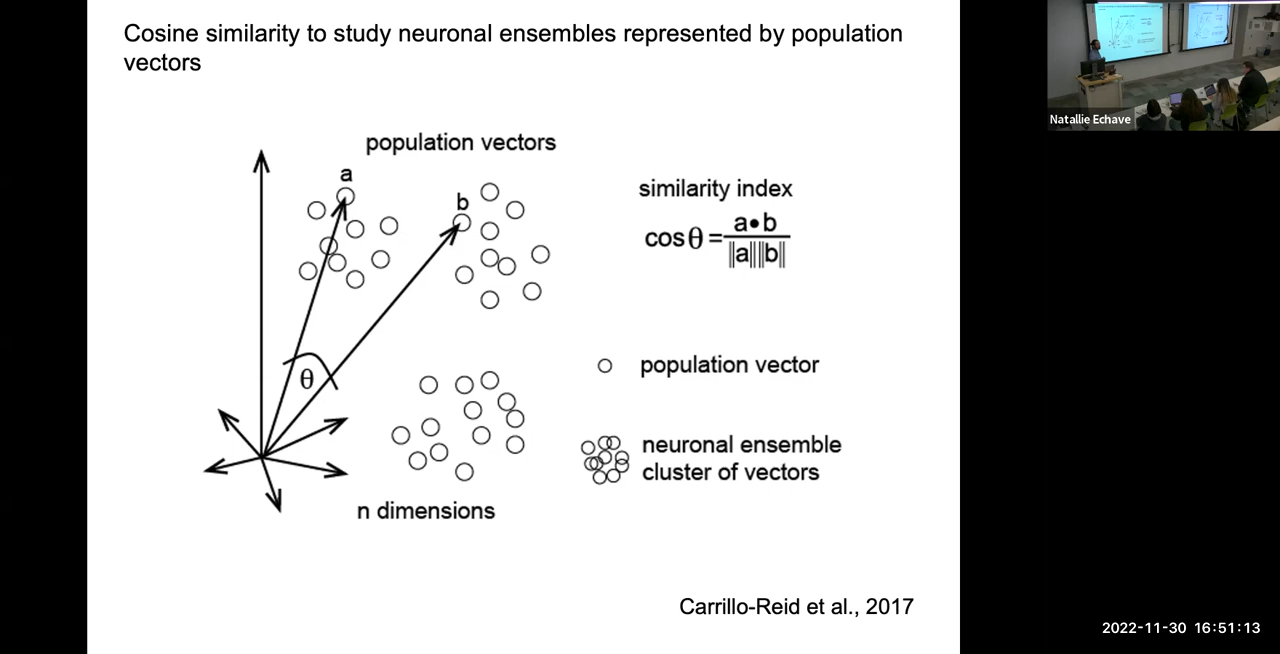 Cosine similarity to study neuronal ensembles represented by population
vectors
population vectors
a
b
θ
n dimensions
similarity index
cosθ = a•b
‖a‖‖b‖
population vector
neuronal ensemble
cluster of vectors
Carrillo-Reid et al., 2017
Natallie Echave
2022-11-30 16:51:13